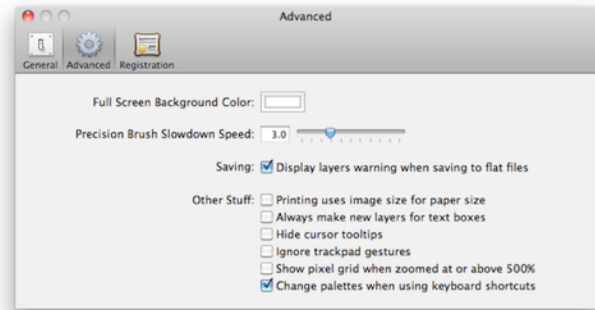 Advanced
General Advanced Registration
Full Screen Background Color:
Precision Brush Slowdown Speed: 3.0
Saving: Display layers warning when saving to flat files
Other Stuff: Printing uses image size for paper size
Always make new layers for text boxes
Hide cursor tooltips
Ignore trackpad gestures
Show pixel grid when zoomed at or above 500%
Change palettes when using keyboard shortcuts